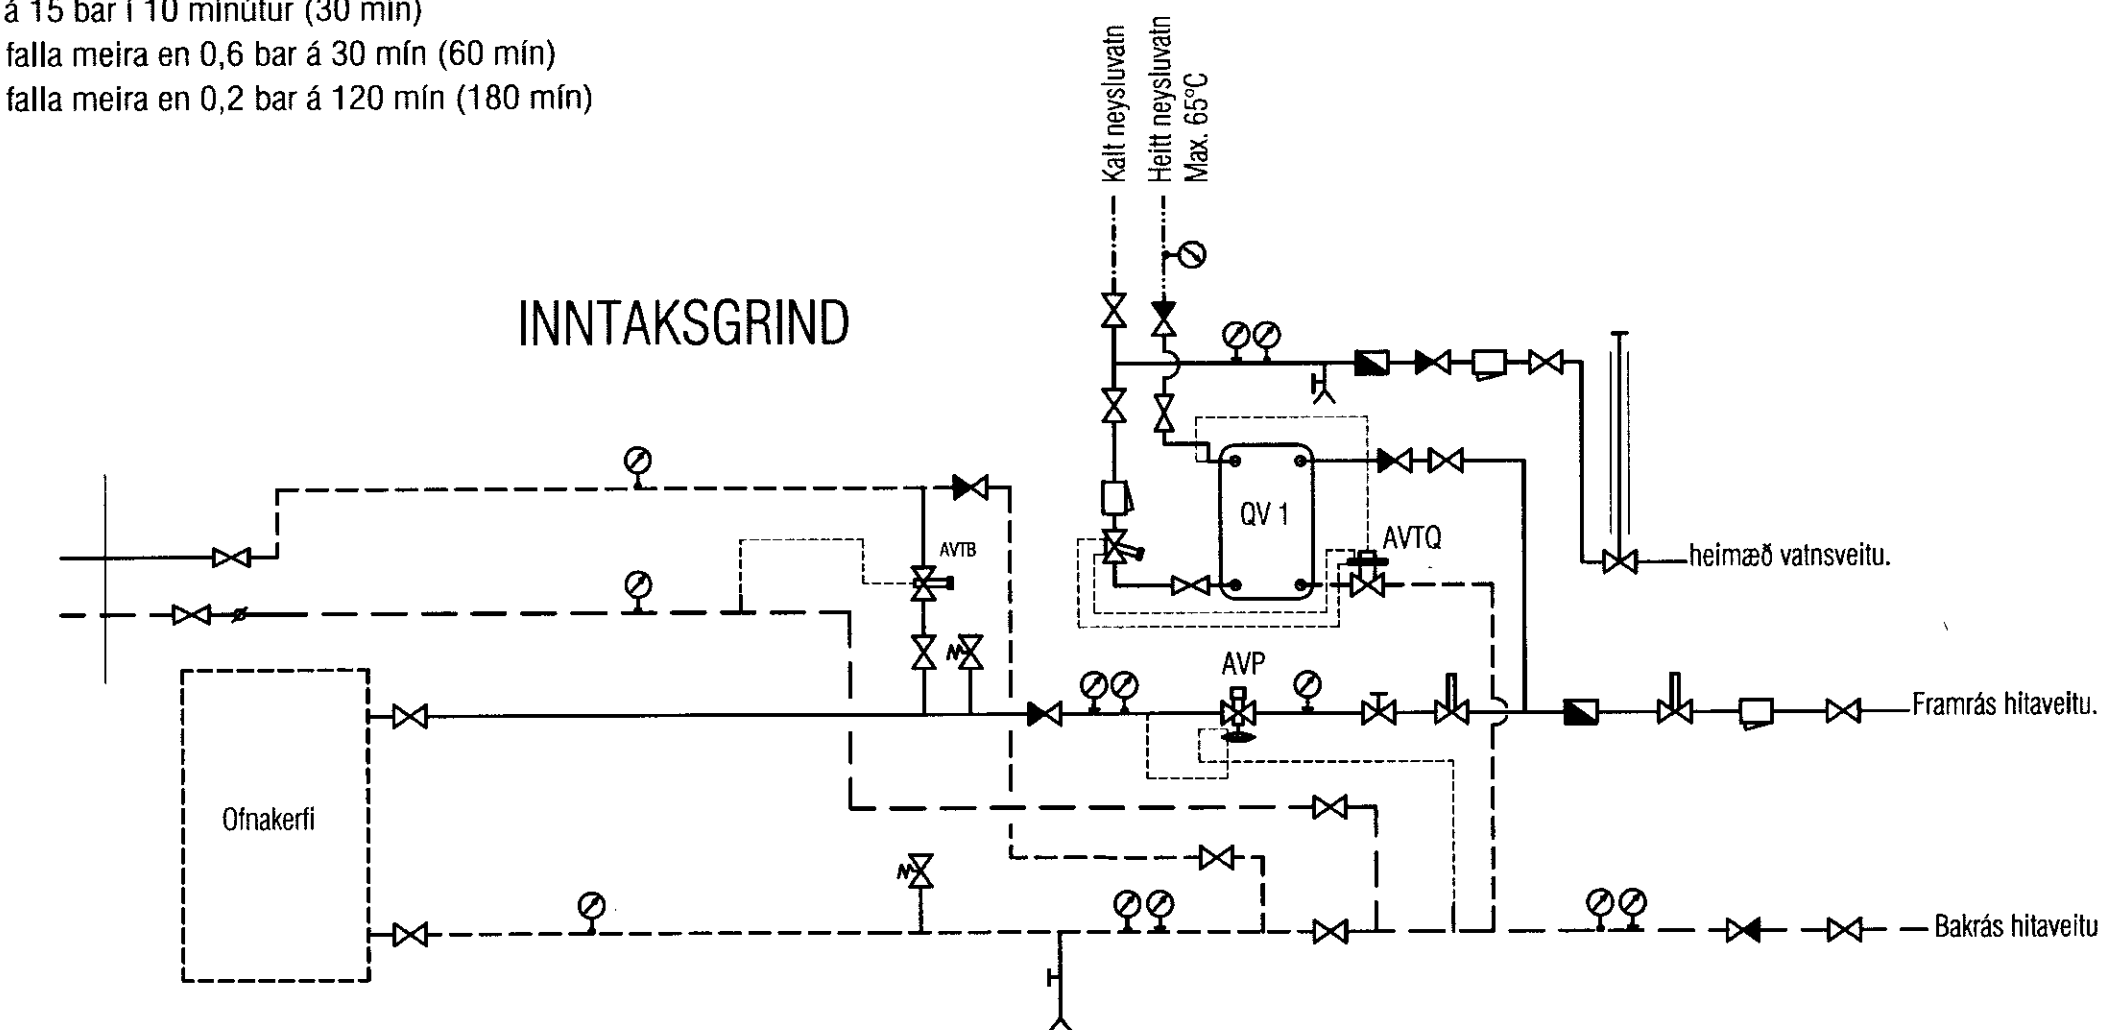 á 15 bar í 10 mínútur (30 mín)
falla meira en 0,6 bar á 30 mín (60 mín)
falla meira en 0,2 bar á 120 mín (180 mín)
Kalt neysluvatn
Heitt neysluvatn
Max. 65°C
INNTAKSGRIND
QV 1
AVTQ
AVTB
heimæð vatnsveitu.
AVP
Framrás hitaveitu.
Ofnakerfi
Bakrás hitaveitu